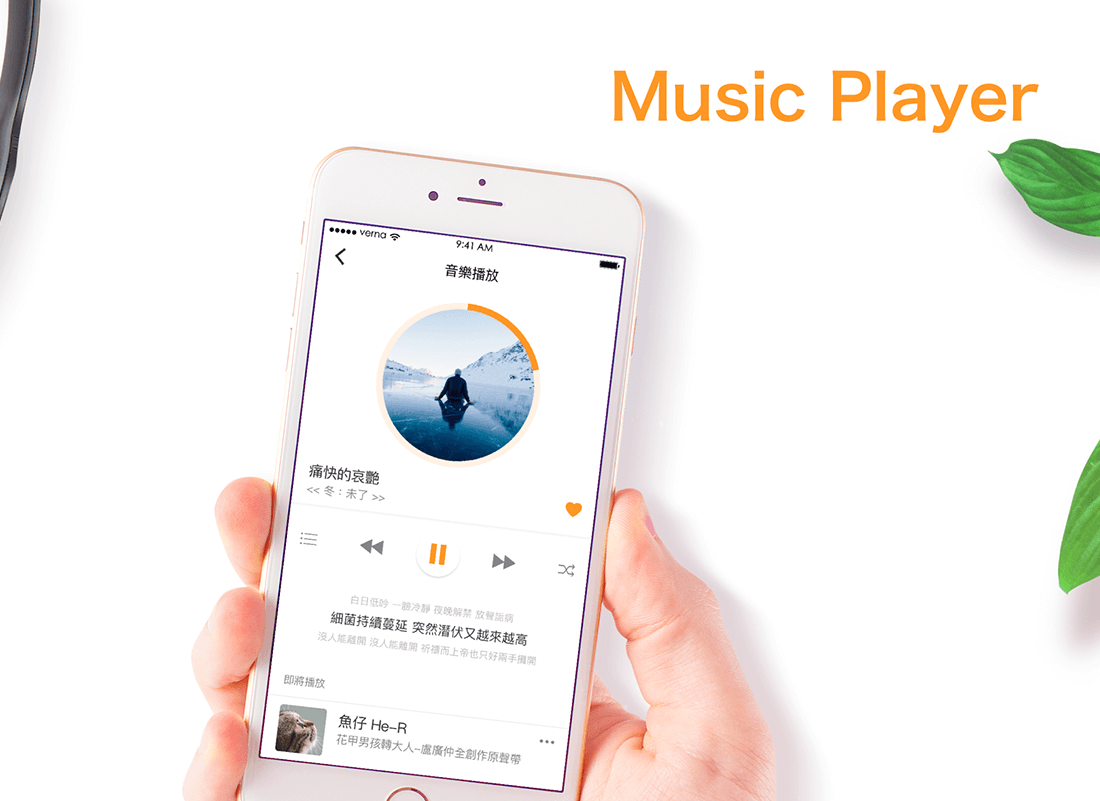 Music Player
verna
9:41 AM
音樂播放
痛快的哀艷
<< 冬：未了 >>
白日低吟 一臉冷靜 夜晚解禁 放聲詬病
細菌持續蔓延 突然潛伏又越來越高
沒人能離開 沒人能離開 祈禱而上帝也只好兩手攤開
即將播放
魚仔 He-R
花甲男孩轉大人-盧廣仲全創作原聲帶